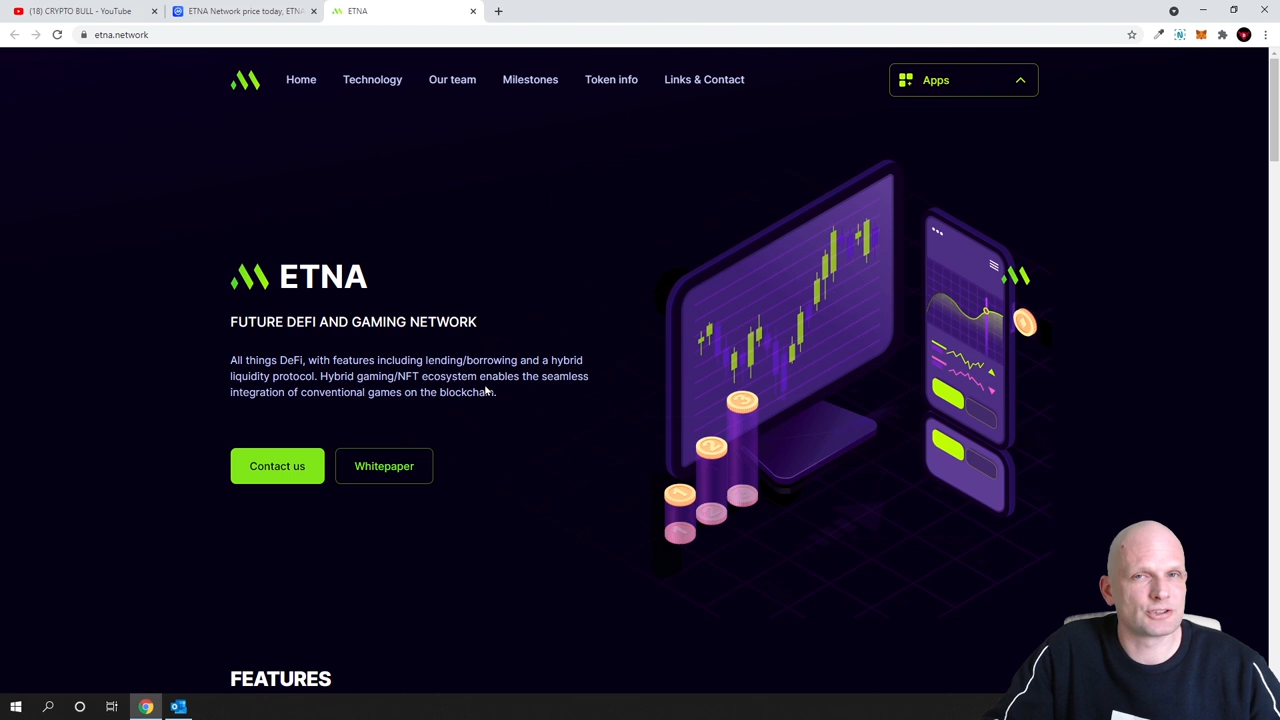 (18) CRYPTO BULL - YouTube
ETNA Network price today, ETNA
ETNA
etna.network
Home
Technology
Our team
Milestones
Token info
Links & Contact
Apps
ETNA
FUTURE DEFI AND GAMING NETWORK
All things DeFi, with features including lending/borrowing and a hybrid
liquidity protocol. Hybrid gaming/NFT ecosystem enables the seamless
integration of conventional games on the blockchain.
Contact us
Whitepaper
3
2
1
FEATURES